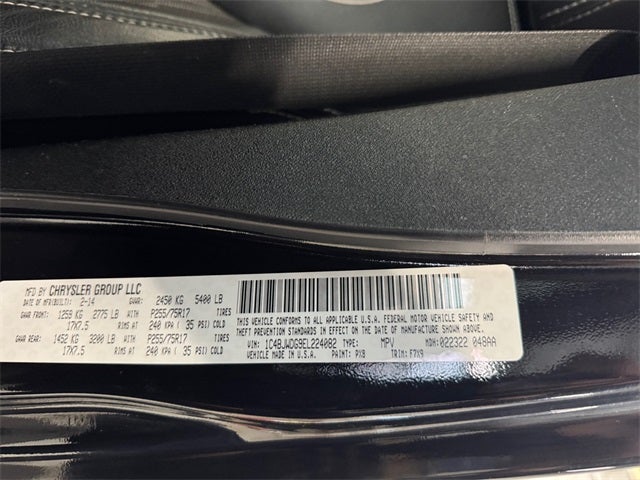 MFD BY CHRYSLER GROUP LLC
DATE OF MFR(BUILT): 2-14 GVWR: 2450 KG 5400 LB
GAWR FRONT: 1259 KG 2775 LB WITH P255/75R17 TIRES
17X7.5 RIMS AT 240 KPA ( 35 PSI) COLD
GAWR REAR: 1452 KG 3200 LB WITH P255/75R17 TIRES
17X7.5 RIMS AT 240 KPA ( 35 PSI) COLD
THIS VEHICLE CONFORMS TO ALL APPLICABLE U.S.A. FEDERAL MOTOR VEHICLE SAFETY AND
THEFT PREVENTION STANDARDS IN EFFECT ON THE DATE OF MANUFACTURE SHOWN ABOVE.
VIN: 1C4BJWDG9EL224082 TYPE: MPV MDH: 022322 048AA
VEHICLE MADE IN U.S.A. PAINT: PX8 TRIM: F7X9